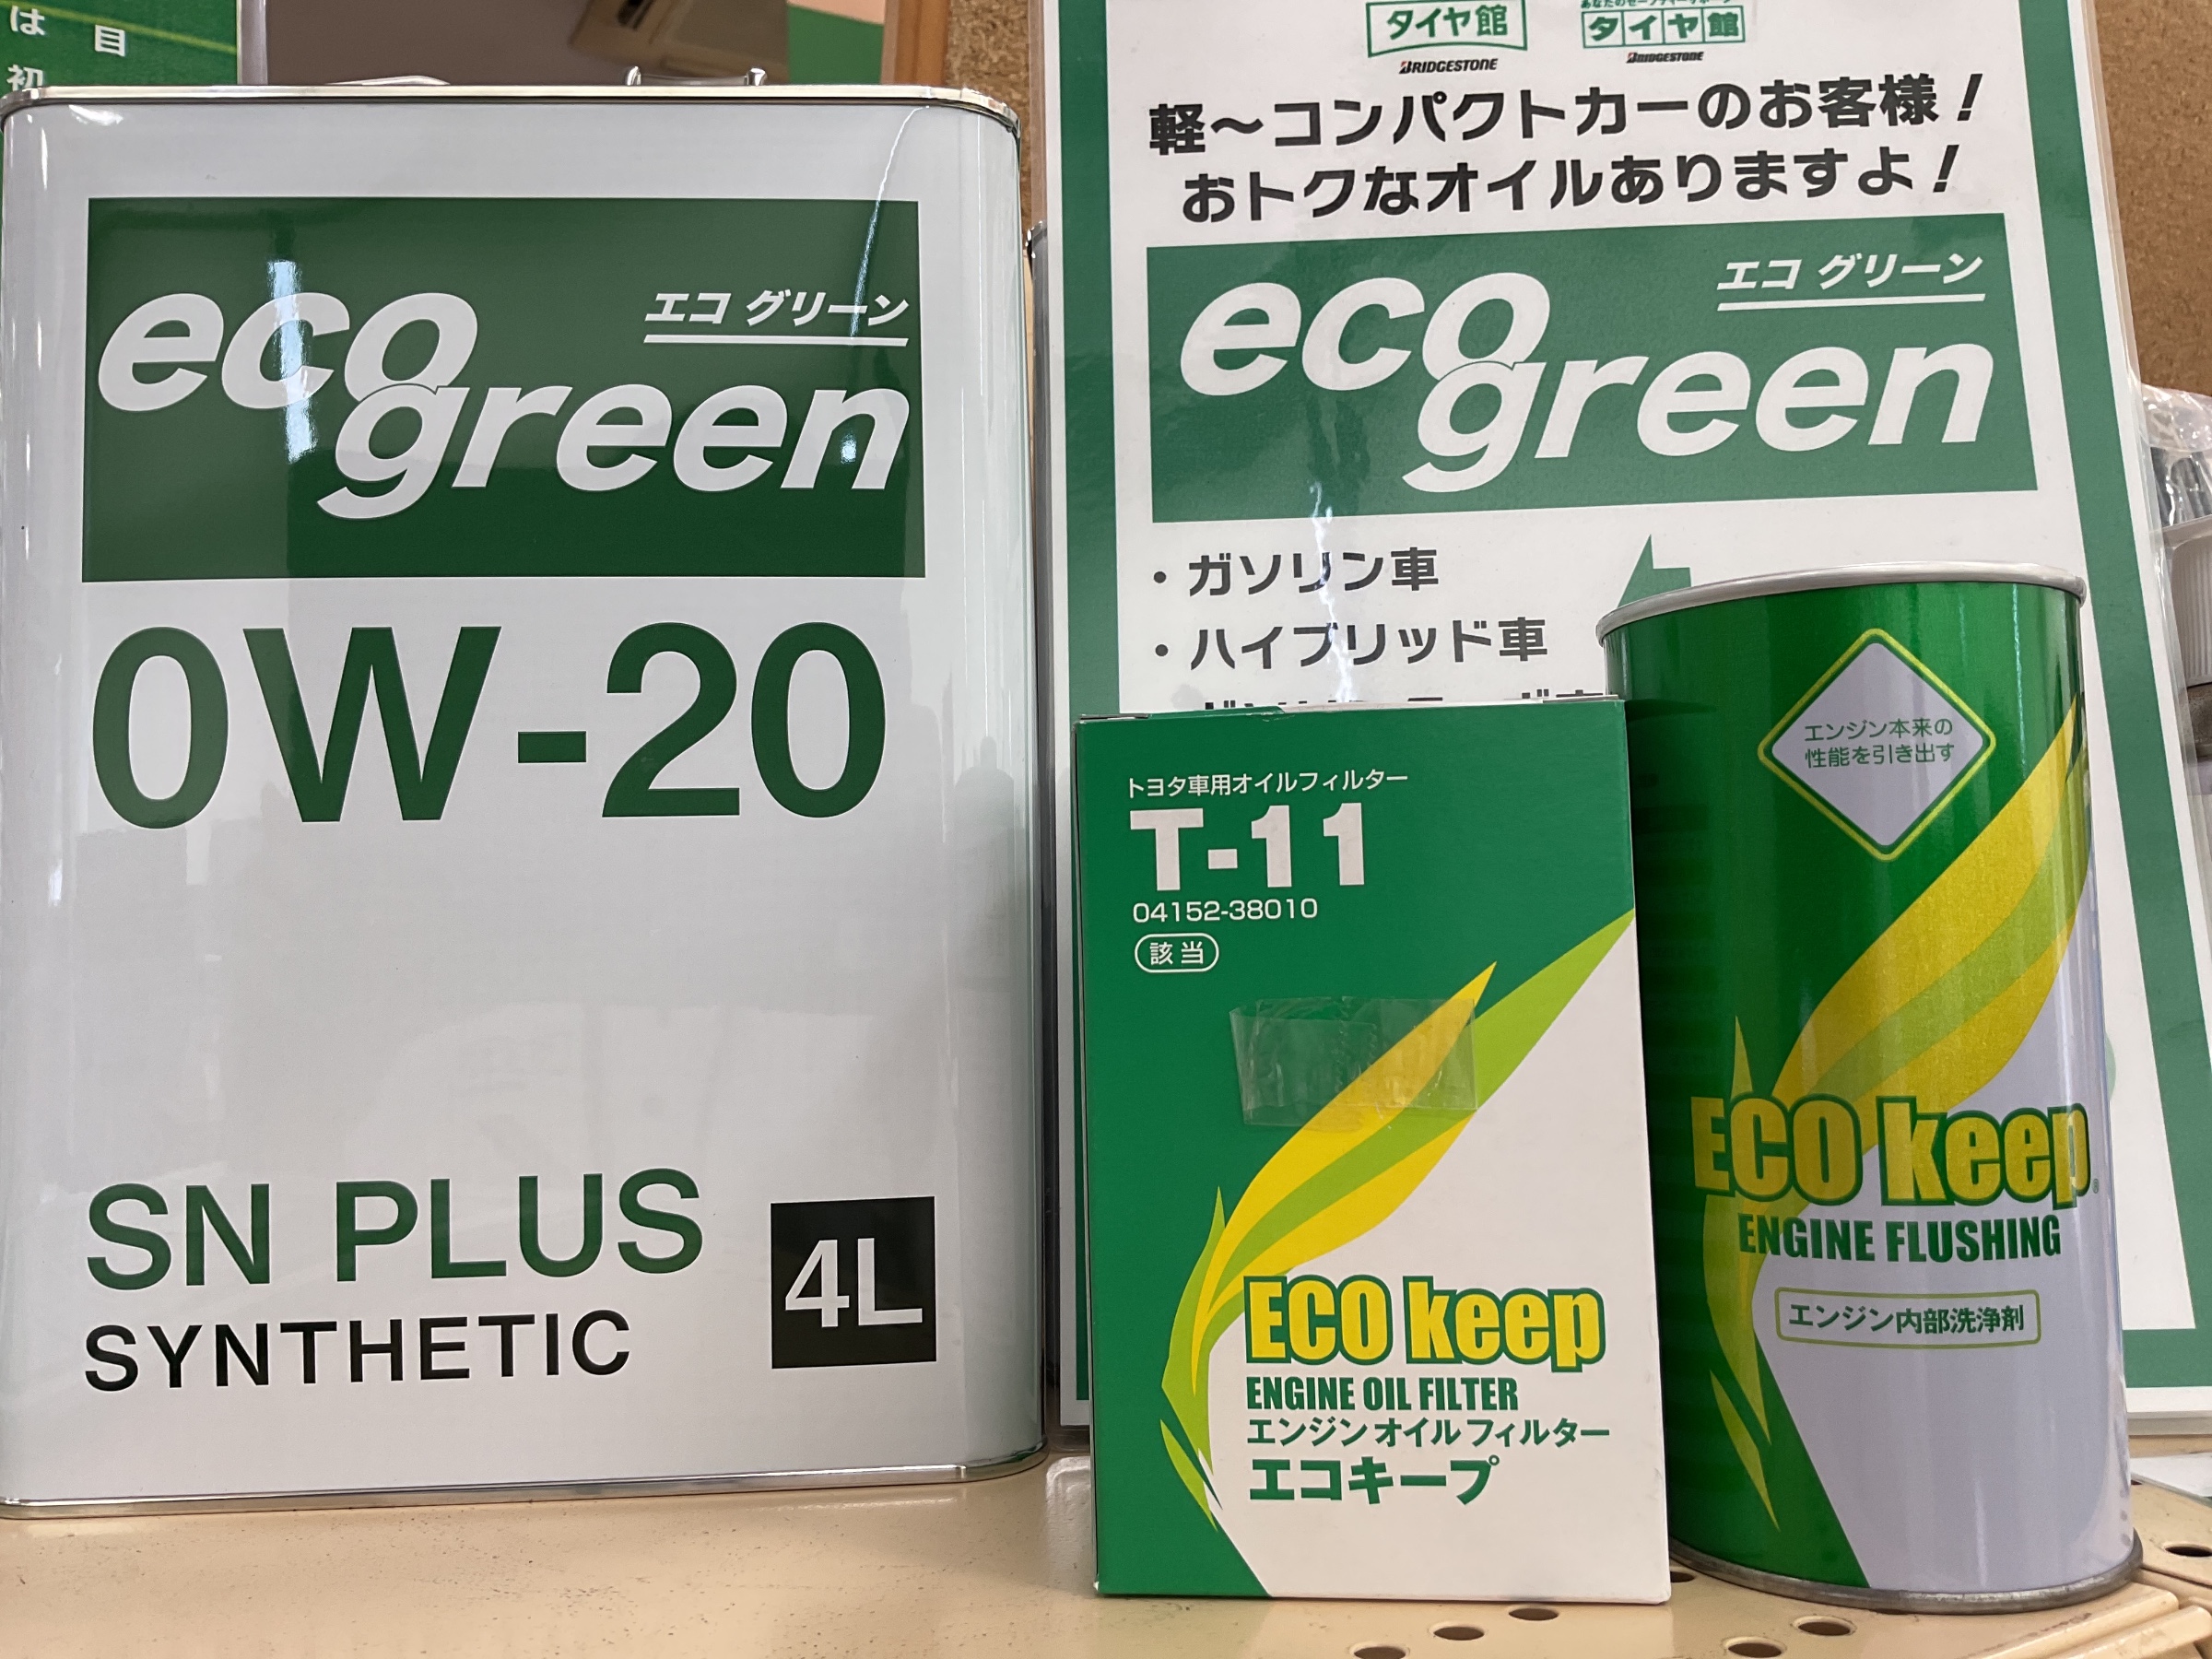 は 目
初
eco
エコ グリーン
green
0W-20
SN PLUS
SYNTHETIC
4L
タイヤ館
BRIDGESTONE
タイヤ館
BRIDGESTONE
軽～コンパクトカーのお客様！
おトクなオイルありますよ！
eco
エコ グリーン
green
・ガソリン車
・ハイブリッド車
トヨタ車用オイルフィルター
T-11
04152-38010
該当
ECO keep
ENGINE OIL FILTER
エンジンオイルフィルター
エコキープ
エンジン本来の
性能を引き出す
ECO keep®
ENGINE FLUSHING
エンジン内部洗浄剤